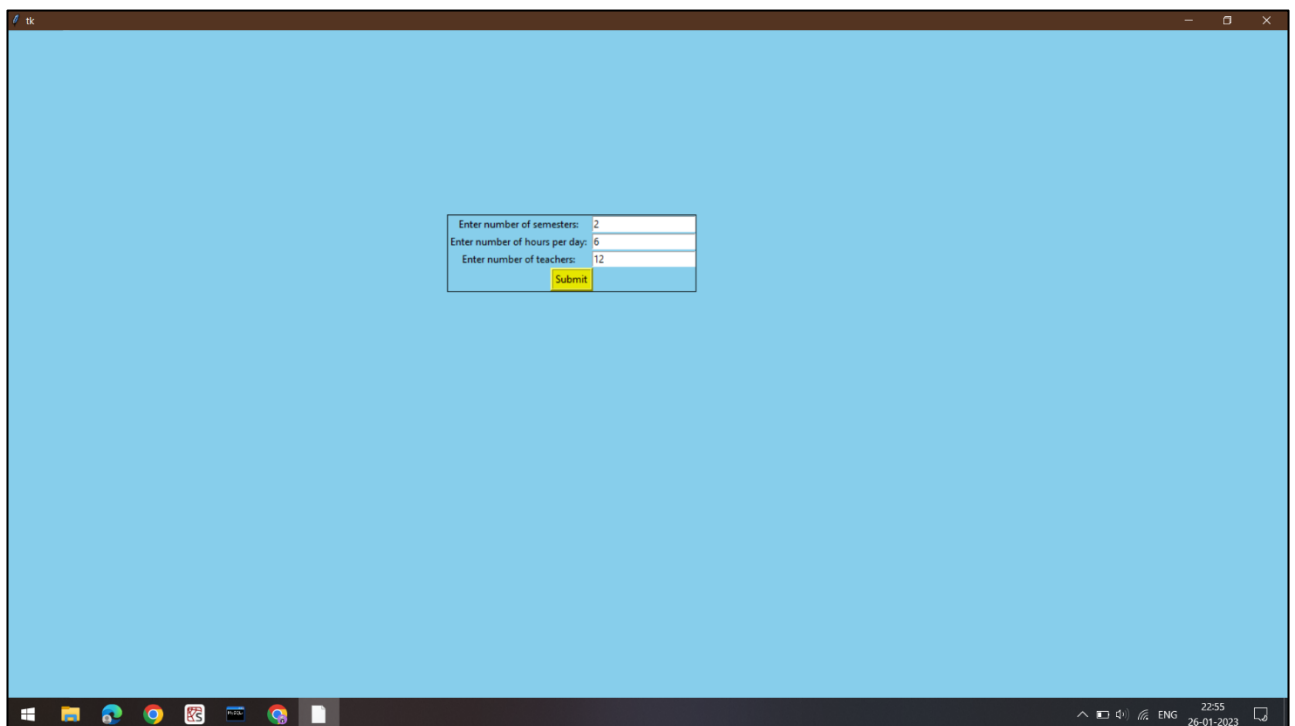 tk
Enter number of semesters: 2
Enter number of hours per day: 6
Enter number of teachers: 12
Submit
ENG
22:55
26-01-2023